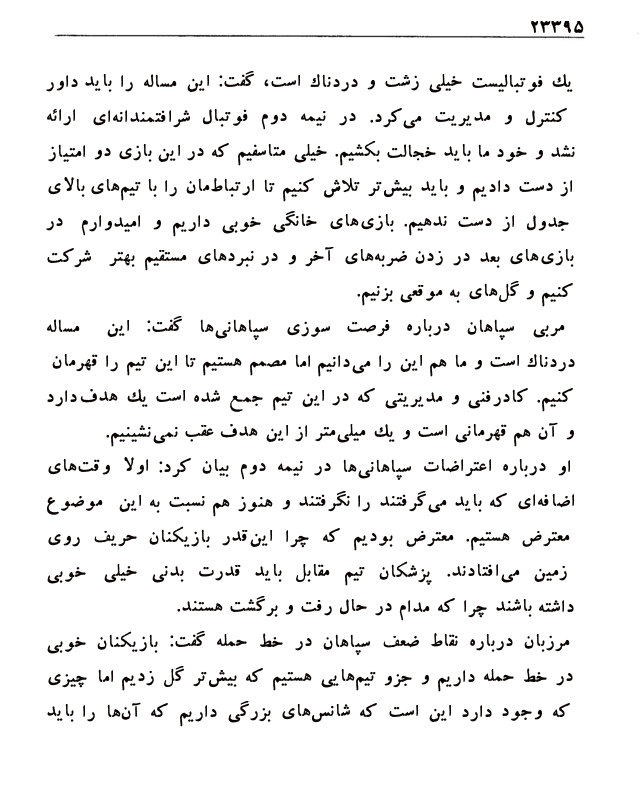 ۲۳۳۹۵
یك فوتبالیست خیلی زشت و دردناك است، گفت: این مساله را باید داور
کنترل و مدیریت می‌کرد. در نیمه دوم فوتبال شرافتمندانه‌ای ارائه
نشد و خود ما باید خجالت بکشیم. خیلی متاسفیم که در این بازی دو امتیاز
از دست دادیم و باید بیش‌تر تلاش کنیم تا ارتباط‌مان را با تیم‌های بالای
جدول از دست ندهیم. بازی‌های خانگی خوبی داریم و امیدوارم در
بازی‌های بعد در زدن ضربه‌های آخر و در نبردهای مستقیم بهتر شرکت
کنیم و گل‌های به موقعی بزنیم.
مربی سپاهان درباره فرصت سوزی سپاهانی‌ها گفت: این مساله
دردناك است و ما هم این را می‌دانیم اما مصمم هستیم تا این تیم را قهرمان
کنیم. کادرفنی و مدیریتی که در این تیم جمع شده است یك هدف دارد
و آن هم قهرمانی است و یك میلی‌متر از این هدف عقب نمی‌نشینیم.
او درباره اعتراضات سپاهانی‌ها در نیمه دوم بیان کرد: اولا وقت‌های
اضافه‌ای که باید می‌گرفتند را نگرفتند و هنوز هم نسبت به این موضوع
معترض هستیم. معترض بودیم که چرا این‌قدر بازیکنان حریف روی
زمین می‌افتادند. پزشکان تیم مقابل باید قدرت بدنی خیلی خوبی
داشته باشند چرا که مدام در حال رفت و برگشت هستند.
مرزبان درباره نقاط ضعف سپاهان در خط حمله گفت: بازیکنان خوبی
در خط حمله داریم و جزو تیم‌هایی هستیم که بیش‌تر گل زدیم اما چیزی
که وجود دارد این است که شانس‌های بزرگی داریم که آن‌ها را باید